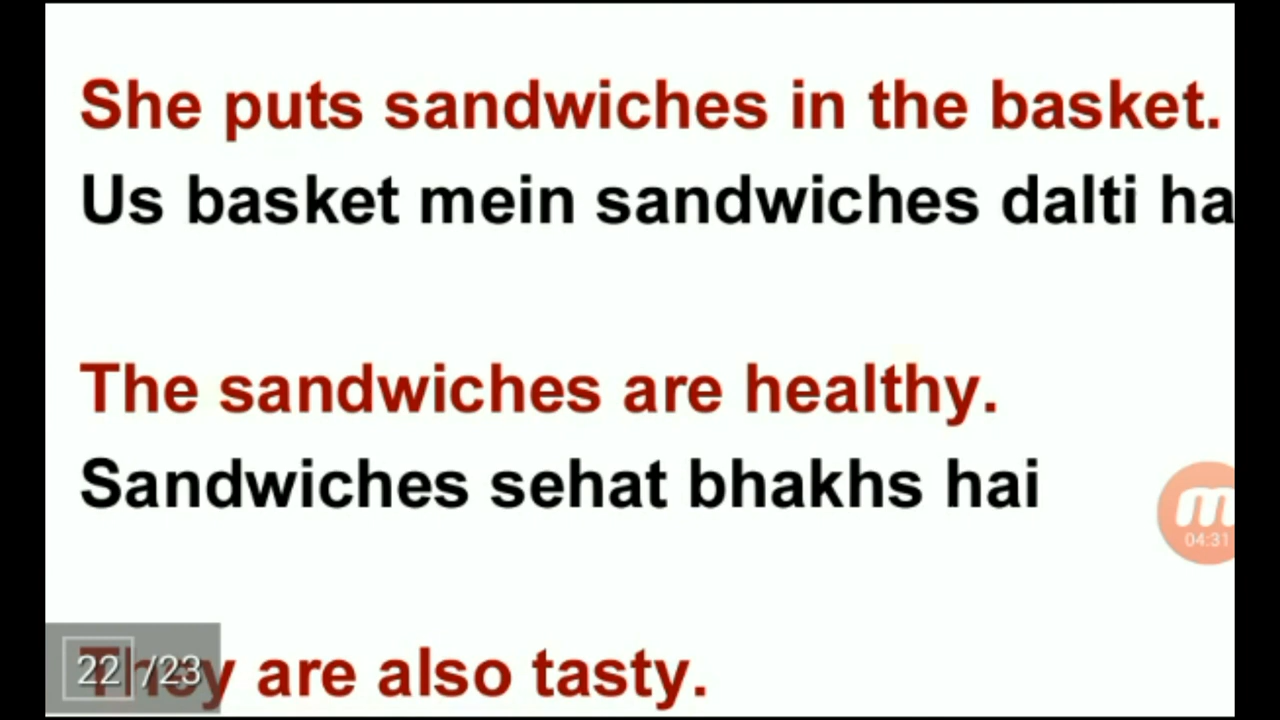 She puts sandwiches in the basket.
Us basket mein sandwiches dalti ha
The sandwiches are healthy.
Sandwiches sehat bhakhs hai
m
04:31
They are also tasty.
22 /23